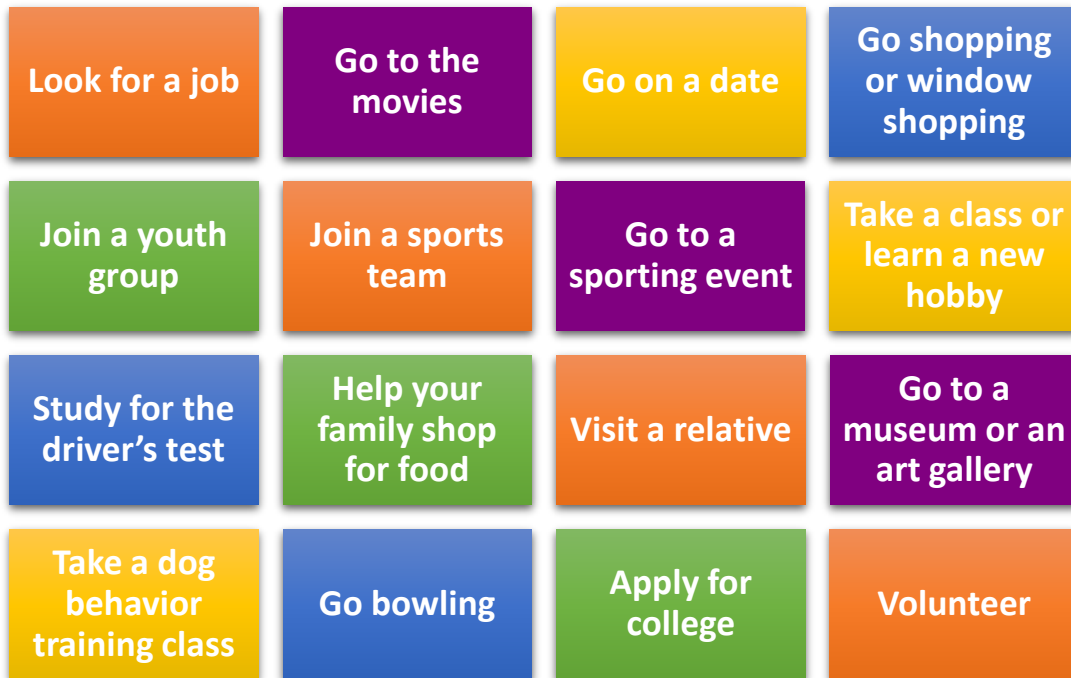 Look for a job
Go to the
movies
Go on a date
Go shopping
or window
shopping
Join a youth
group
Join a sports
team
Go to a
sporting event
Take a class or
learn a new
hobby
Study for the
driver’s test
Help your
family shop
for food
Visit a relative
Go to a
museum or an
art gallery
Take a dog
behavior
training class
Go bowling
Apply for
college
Volunteer